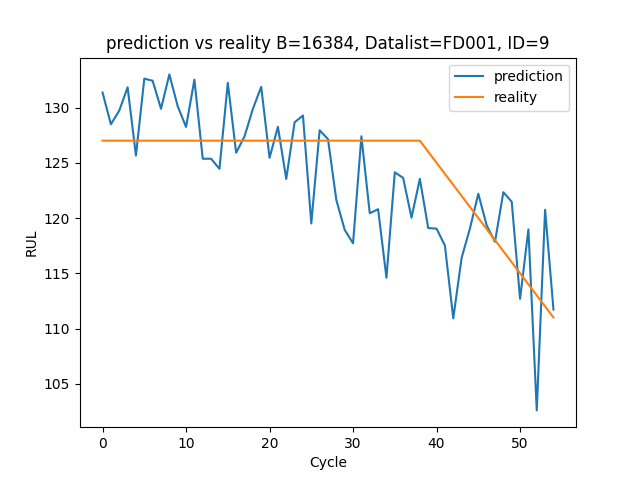 prediction vs reality B=16384, Datalist=FD001, ID=9
prediction
reality
130
125
120
115
110
105
RUL
0 10 20 30 40 50
Cycle